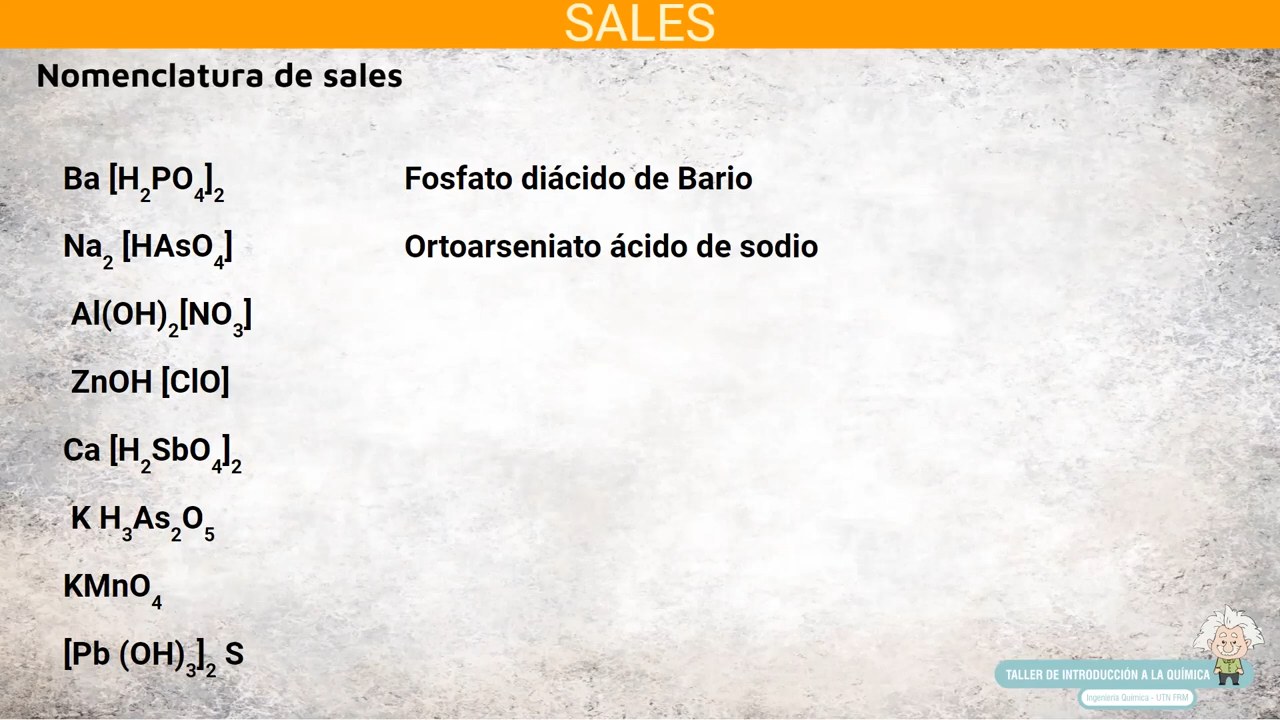 SALES
Nomenclatura de sales
Ba [H₂PO₄]₂ Fosfato diácido de Bario
Na₂ [HAsO₄] Ortoarseniato ácido de sodio
Al(OH)₂[NO₃]
ZnOH [ClO]
Ca [H₂SbO₄]₂
K H₃As₂O₅
KMnO₄
[Pb (OH)₃]₂ S
TALLER DE INTRODUCCIÓN A LA QUÍMICA
Ingeniería Química - UTN FRM